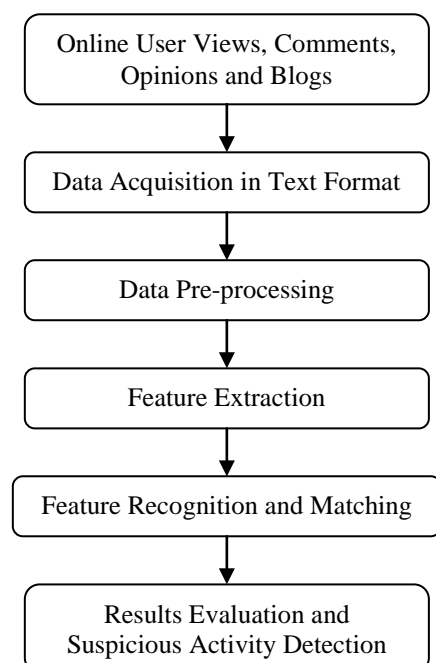 Online User Views, Comments,
Opinions and Blogs
Data Acquisition in Text Format
Data Pre-processing
Feature Extraction
Feature Recognition and Matching
Results Evaluation and
Suspicious Activity Detection